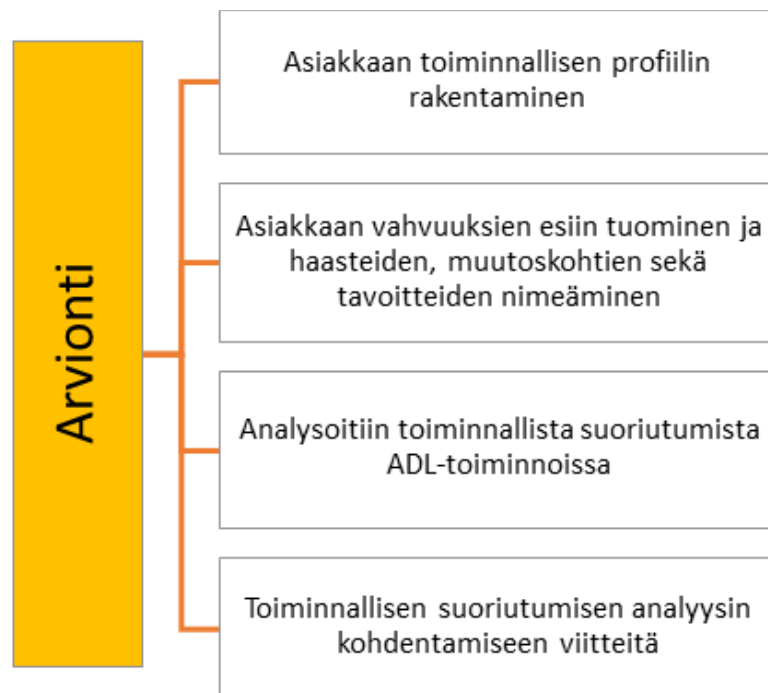 Arviointi
Asiakkaan toiminnallisen profiilin
rakentaminen
Asiakkaan vahvuuksien esiin tuominen ja
haasteiden, muutoskohtien sekä
tavoitteiden nimeäminen
Analysoitiin toiminnallista suoriutumista
ADL-toiminnoissa
Toiminnallisen suoriutumisen analyysin
kohdentamiseen viitteitä